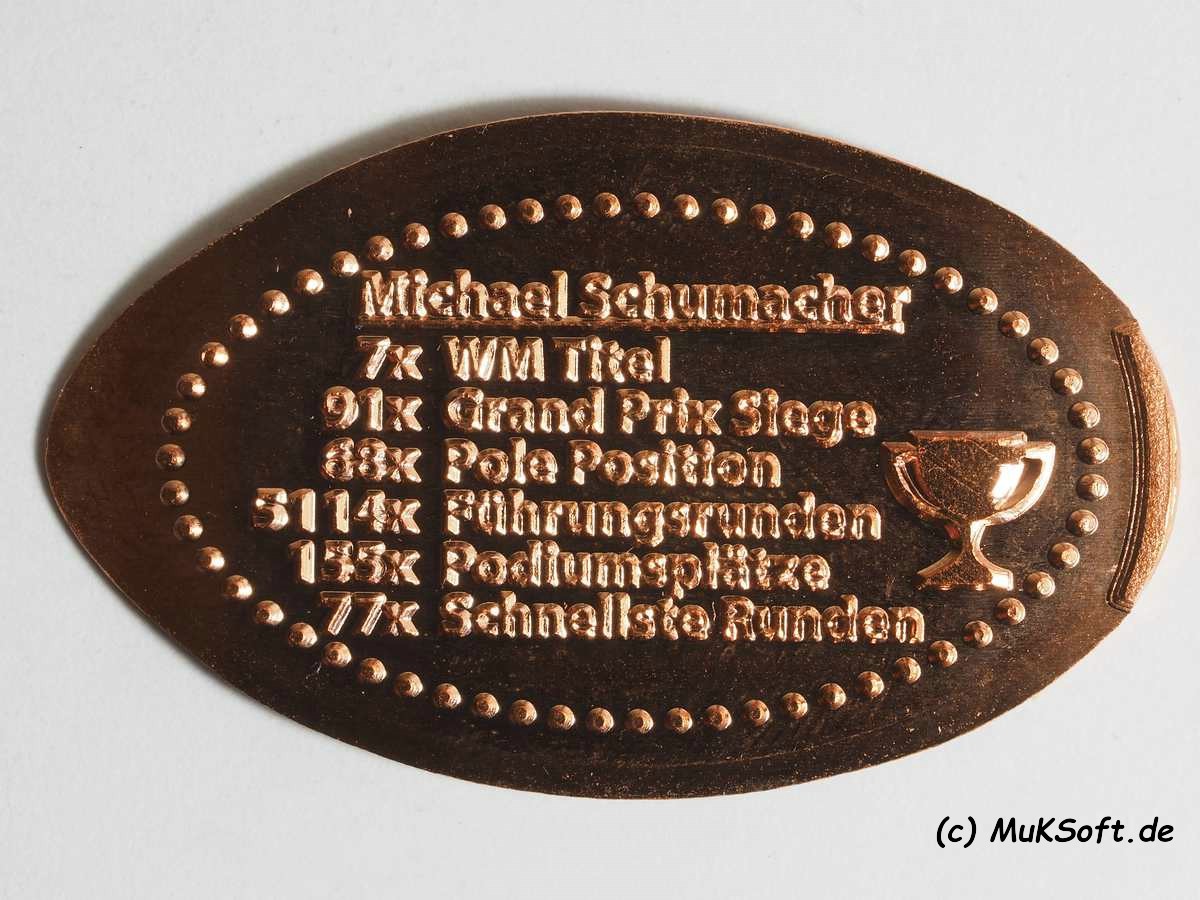 Michael Schumacher
7x WM Titel
91x Grand Prix Siege
68x Pole Position
5114x Führungsrunden
155x Podiumsplätze
77x Schnellste Runden
(c) MuKSoft.de